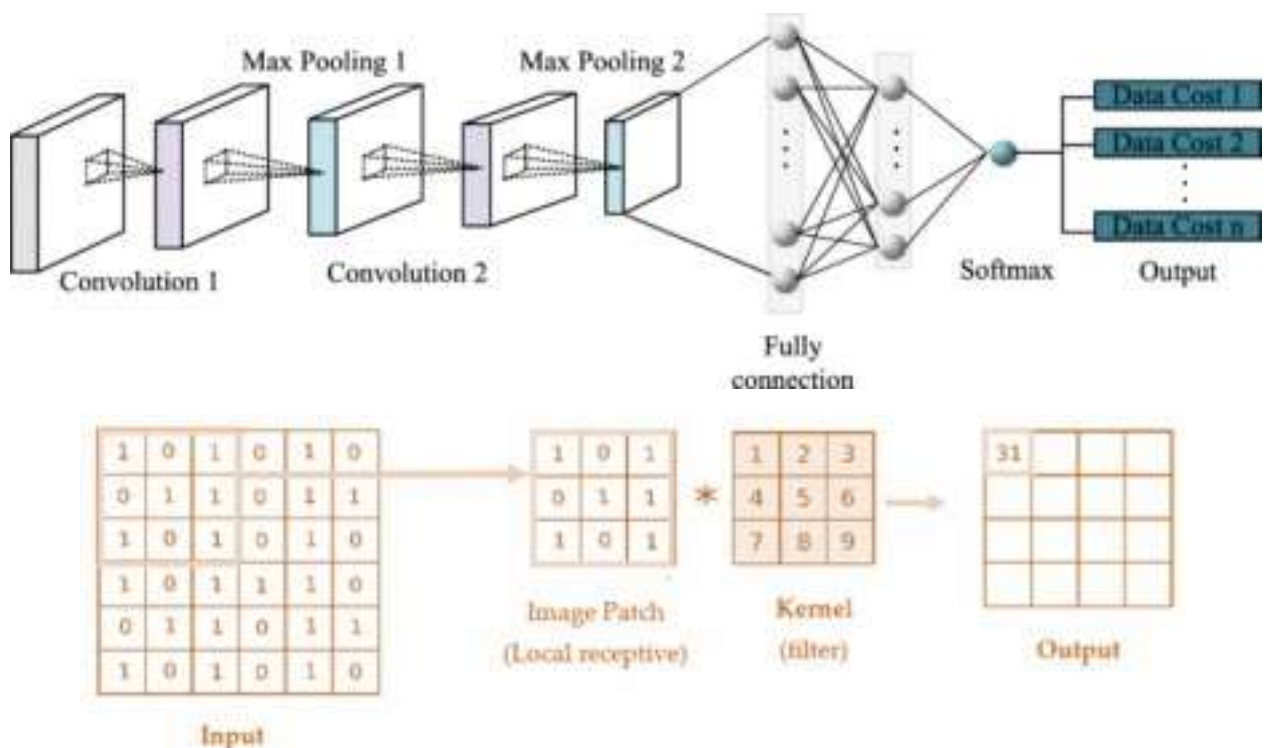 Max Pooling 1
Max Pooling 2
Convolution 1
Convolution 2
Fully
connection
Softmax
Output
Data Cost 1
Data Cost 2
Data Cost n
1 0 1 0 1 0
0 1 1 0 1 1
1 0 1 0 1 0
1 0 1 1 1 0
0 1 1 0 1 1
1 0 1 0 1 0
Input
1 0 1
0 1 1
1 0 1
Image Patch
(Local receptive)
*
1 2 3
4 5 6
7 8 9
Kernel
(filter)
31
Output